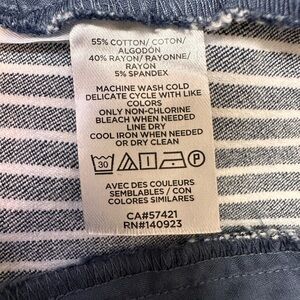 55% COTTON/ COTON/
ALGODÓN
40% RAYON/ RAYONNE/
RAYON
5% SPANDEX
MACHINE WASH COLD
DELICATE CYCLE WITH LIKE
COLORS
ONLY NON-CHLORINE
BLEACH WHEN NEEDED
LINE DRY
COOL IRON WHEN NEEDED
OR DRY CLEAN
30 P
AVEC DES COULEURS
SEMBLABLES / CON
COLORES SIMILARES
CA#57421
RN#140923